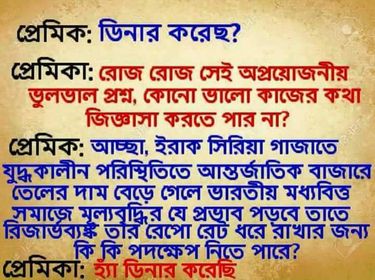 প্রেমিক: ডিনার করেছ?
প্রেমিকা: রোজ রোজ সেই অপ্রয়োজনীয়
ভুলভাল প্রশ্ন, কোনো ভালো কাজের কথা
জিজ্ঞাসা করতে পার না?
প্রেমিক: আচ্ছা, ইরাক সিরিয়া গাজাতে
যুদ্ধকালীন পরিস্থিতিতে আন্তর্জাতিক বাজারে
তেলের দাম বেড়ে গেলে ভারতীয় মধ্যবিত্ত
সমাজে মূল্যবৃদ্ধির যে প্রভাব পড়বে তাতে
রিজার্ভব্যঙ্ক তার রেপো রেট ধরে রাখার জন্য
কি কি পদক্ষেপ নিতে পারে?
প্রেমিকা: হ্যাঁ ডিনার করেছি